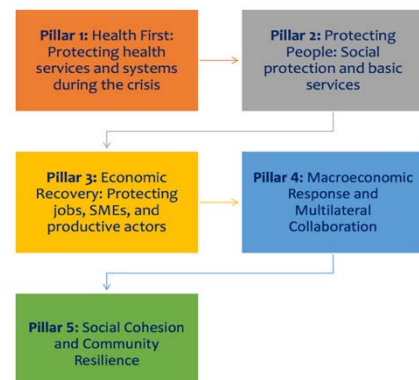 Pillar 1: Health First:
Protecting health
services and systems
during the crisis
Pillar 2: Protecting
People: Social
protection and basic
services
Pillar 3: Economic
Recovery: Protecting
jobs, SMEs, and
productive actors
Pillar 4: Macroeconomic
Response and
Multilateral
Collaboration
Pillar 5: Social Cohesion
and Community
Resilience